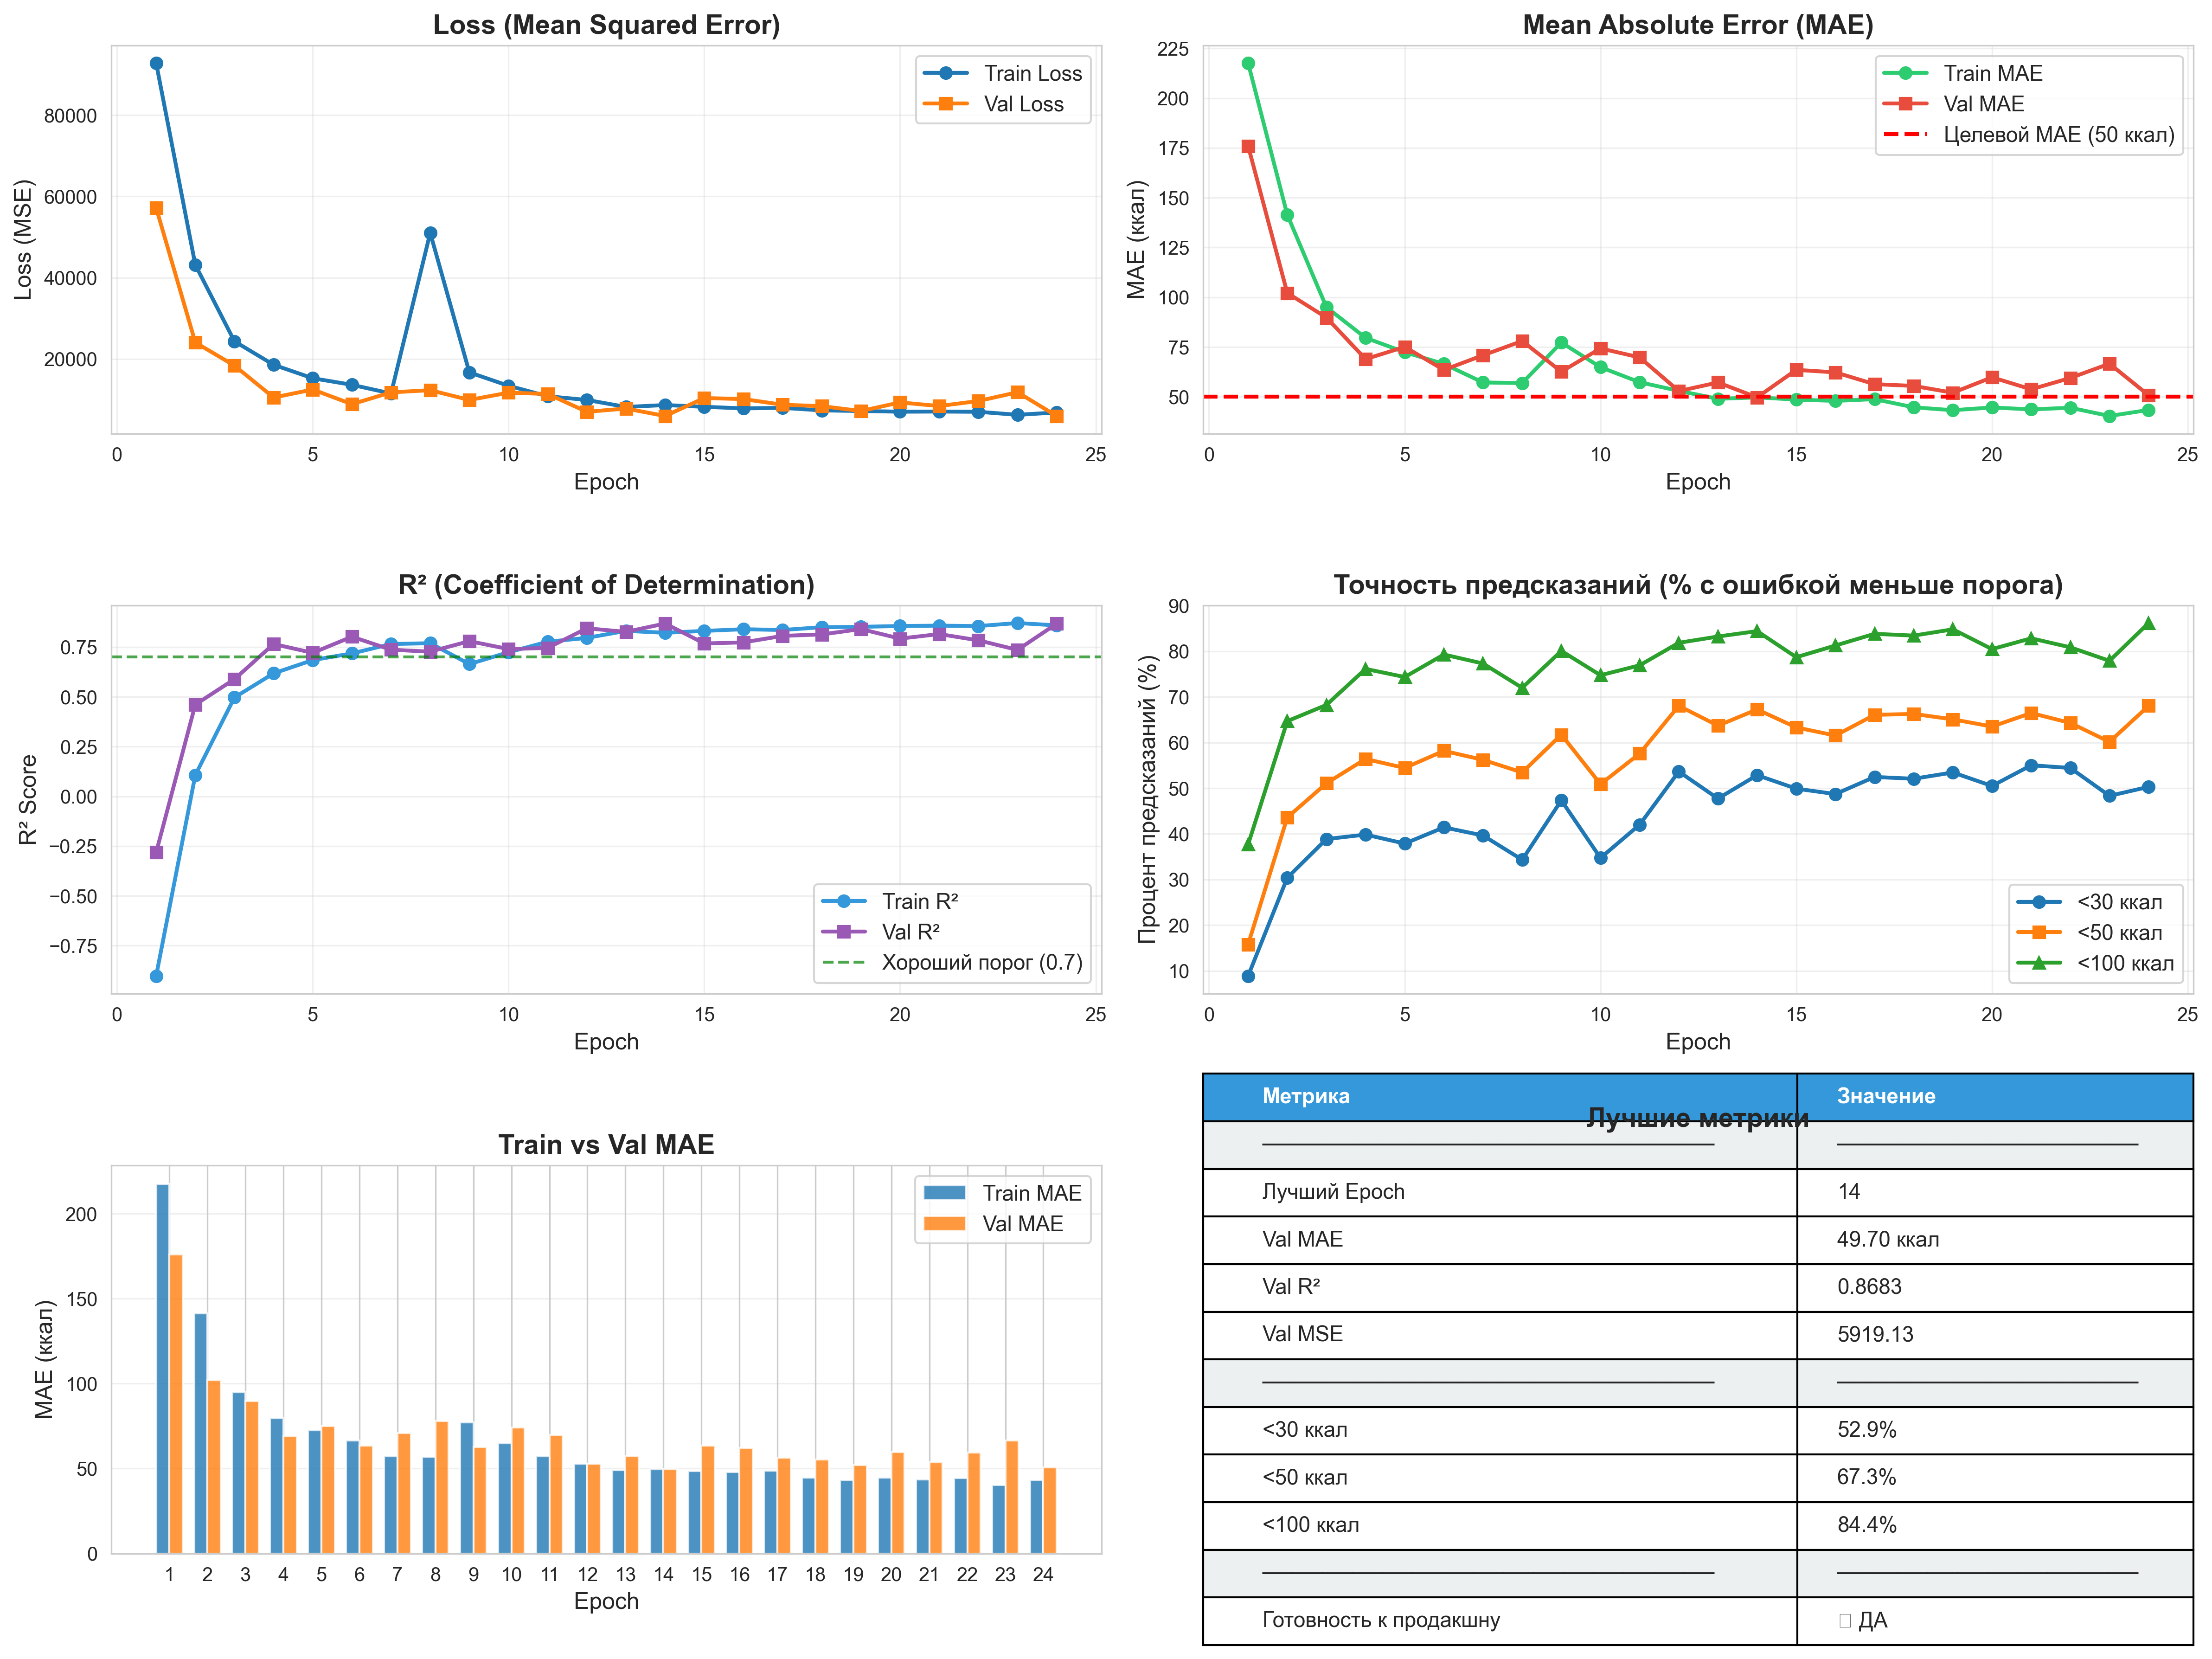 Loss (Mean Squared Error)
Loss (MSE)
80000
60000
40000
20000
0 5 10 15 20 25
Epoch
Train Loss
Val Loss
Mean Absolute Error (MAE)
MAE (ккал)
225
200
175
150
125
100
75
50
0 5 10 15 20 25
Epoch
Train MAE
Val MAE
Целевой MAE (50 ккал)
R² (Coefficient of Determination)
R² Score
0.75
0.50
0.25
0.00
−0.25
−0.50
−0.75
0 5 10 15 20 25
Epoch
Train R²
Val R²
Хороший порог (0.7)
Точность предсказаний (% с ошибкой меньше порога)
Процент предсказаний (%)
90
80
70
60
50
40
30
20
10
0 5 10 15 20 25
Epoch
<30 ккал
<50 ккал
<100 ккал
Train vs Val MAE
MAE (ккал)
200
150
100
50
0
1 2 3 4 5 6 7 8 9 10 11 12 13 14 15 16 17 18 19 20 21 22 23 24
Epoch
Train MAE
Val MAE
Лучшие метрики
Метрика Значение
Лучший Epoch 14
Val MAE 49.70 ккал
Val R² 0.8683
Val MSE 5919.13
<30 ккал 52.9%
<50 ккал 67.3%
<100 ккал 84.4%
Готовность к продакшну ДА